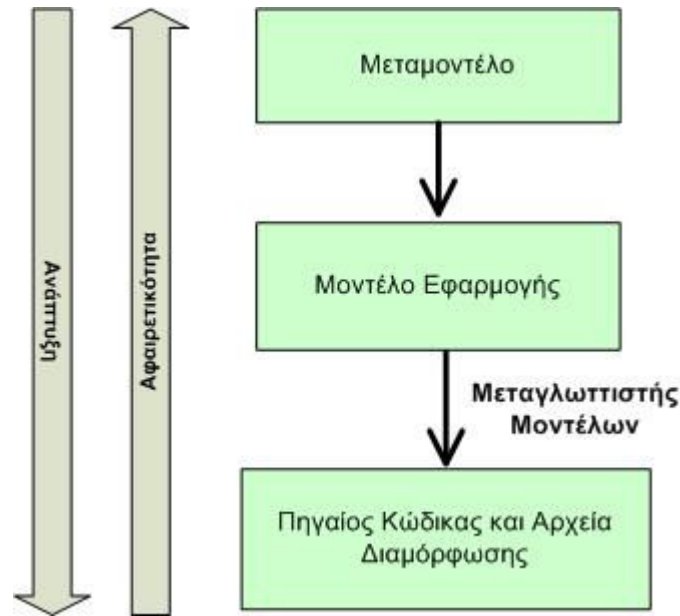 Ανάπτυξη
Αφαιρετικότητα
Μεταμοντέλο
Μοντέλο Εφαρμογής
Μεταγλωττιστής
Μοντέλων
Πηγαίος Κώδικας και Αρχεία
Διαμόρφωσης